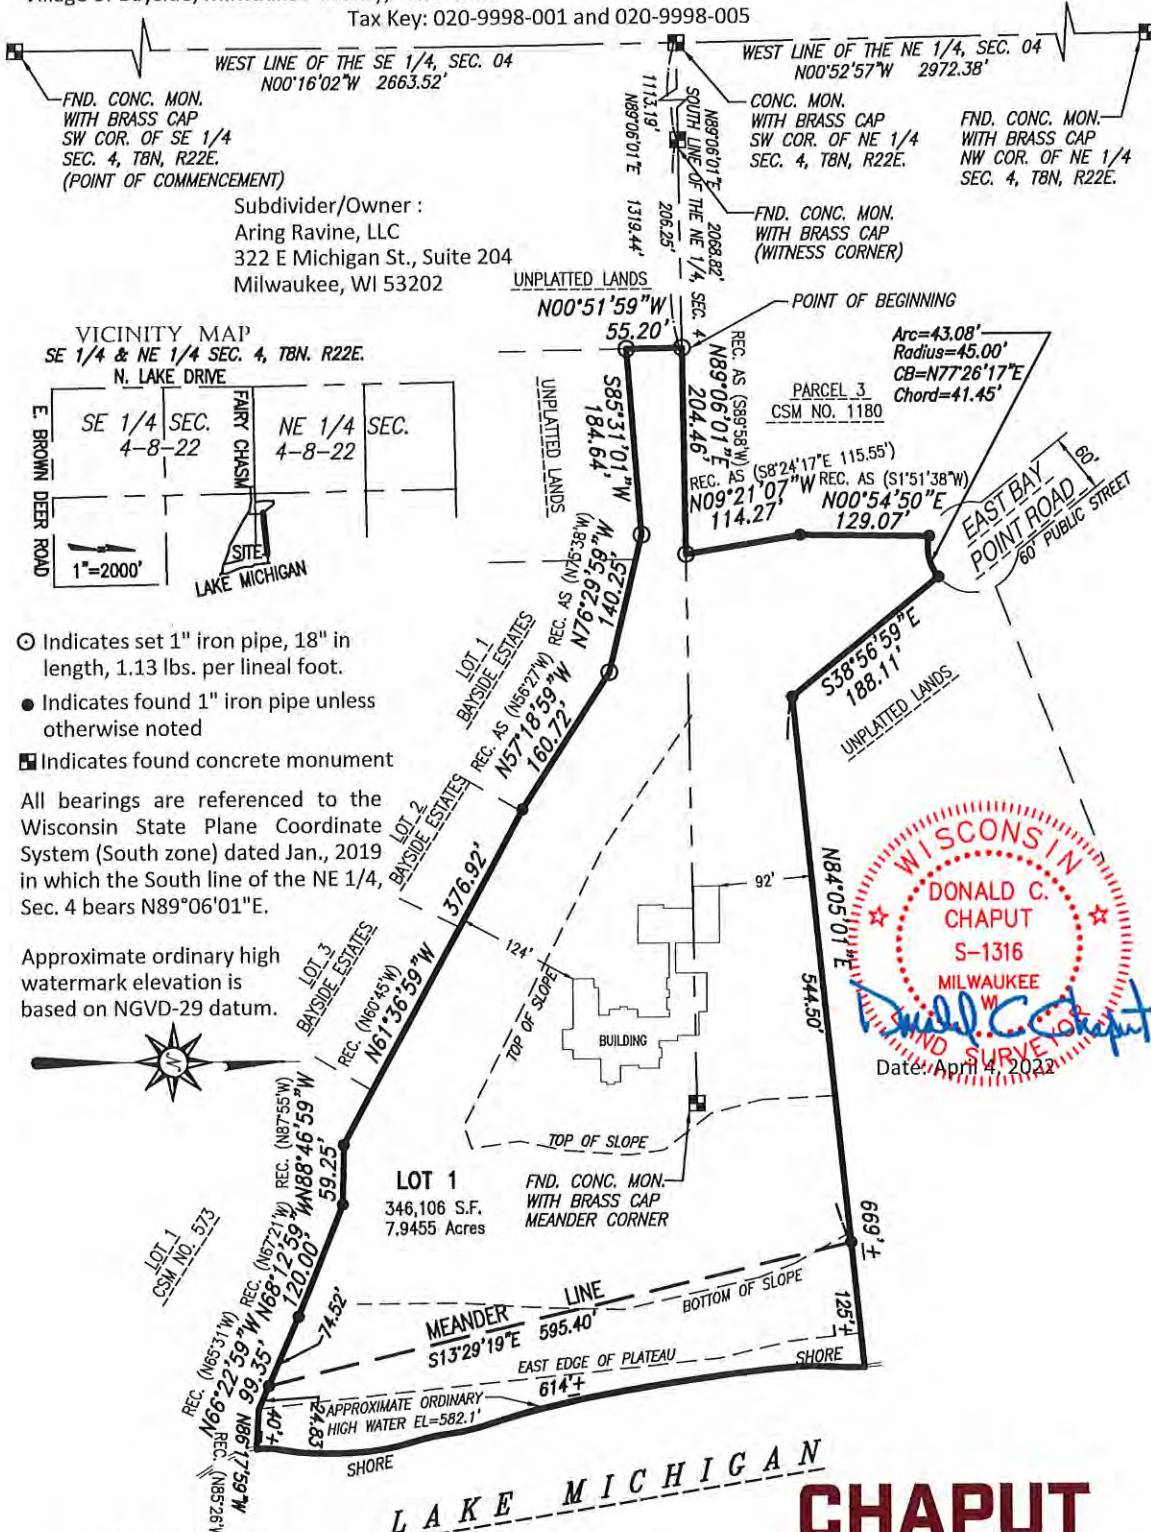 Tax Key: 020-9998-001 and 020-9998-005
WEST LINE OF THE SE 1/4, SEC. 04
N00°16'02"W 2663.52'
WEST LINE OF THE NE 1/4, SEC. 04
N00°52'57"W 2972.38'
FND. CONC. MON.
WITH BRASS CAP
SW COR. OF SE 1/4
SEC. 4, T8N, R22E.
(POINT OF COMMENCEMENT)
CONC. MON.
WITH BRASS CAP
SW COR. OF NE 1/4
SEC. 4, T8N, R22E.
FND. CONC. MON.
WITH BRASS CAP
NW COR. OF NE 1/4
SEC. 4, T8N, R22E.
1113.19'
N89°06'01"E 1319.44'
206.25'
SOUTH LINE OF THE NE 1/4, SEC. 4
N89°06'01"E 2068.82'
FND. CONC. MON.
WITH BRASS CAP
(WITNESS CORNER)
Subdivider/Owner :
Aring Ravine, LLC
322 E Michigan St., Suite 204
Milwaukee, WI 53202
UNPLATTED LANDS
N00°51'59"W
55.20'
POINT OF BEGINNING
Arc=43.08'
Radius=45.00'
CB=N77°26'17"E
Chord=41.45'
VICINITY MAP
SE 1/4 & NE 1/4 SEC. 4, T8N. R22E.
N. LAKE DRIVE
E. BROWN DEER ROAD
SE 1/4 SEC.
4-8-22
FAIRY CHASM
NE 1/4 SEC.
4-8-22
SITE
LAKE MICHIGAN
1"=2000'
UNPLATTED LANDS
S85°31'01"W
184.64'
REC. AS (S89°58'W)
N89°06'01"E
204.46'
PARCEL 3
CSM NO. 1180
REC. AS (S8°24'17"E 115.55')
N09°21'07"W
114.27'
REC. AS (S1°51'38"W)
N00°54'50"E
129.07'
EAST BAY
POINT ROAD
60' PUBLIC STREET
60'
S38°56'59"E
188.11'
UNPLATTED LANDS
Indicates set 1" iron pipe, 18" in
length, 1.13 lbs. per lineal foot.
Indicates found 1" iron pipe unless
otherwise noted
Indicates found concrete monument
All bearings are referenced to the
Wisconsin State Plane Coordinate
System (South zone) dated Jan., 2019
in which the South line of the NE 1/4,
Sec. 4 bears N89°06'01"E.
Approximate ordinary high
watermark elevation is
based on NGVD-29 datum.
N
REC. AS (N75°38'W)
N76°29'59"W
140.25'
LOT 1
BAYSIDE ESTATES
REC. AS (N56°27'W)
N57°18'59"W
160.72'
LOT 2
BAYSIDE ESTATES
376.92'
LOT 3
BAYSIDE ESTATES
REC. (N60°45'W)
N61°36'59"W
124'
92'
TOP OF SLOPE
BUILDING
N84°05'01"E
544.50'
WISCONSIN
DONALD C.
CHAPUT
S-1316
MILWAUKEE
WI
LAND SURVEYOR
Donald C. Chaput
Date: April 4, 2022
TOP OF SLOPE
LOT 1
346,106 S.F.
7.9455 Acres
FND. CONC. MON.
WITH BRASS CAP
MEANDER CORNER
REC. (N87°55'W)
N88°46'59"W
59.25'
LOT 1
CSM NO. 573
REC. (N67°21'W)
N68°12'59"W
120.00'
74.52'
REC. (N65°31'W)
N66°22'59"W
99.35'
24.83'
REC. (N85°26'W)
N86°17'59"W
40'±
669'±
125'±
MEANDER LINE
S13°29'19"E 595.40'
BOTTOM OF SLOPE
EAST EDGE OF PLATEAU
SHORE
614'±
APPROXIMATE ORDINARY
HIGH WATER EL=582.1'
SHORE
LAKE MICHIGAN
CHAPUT